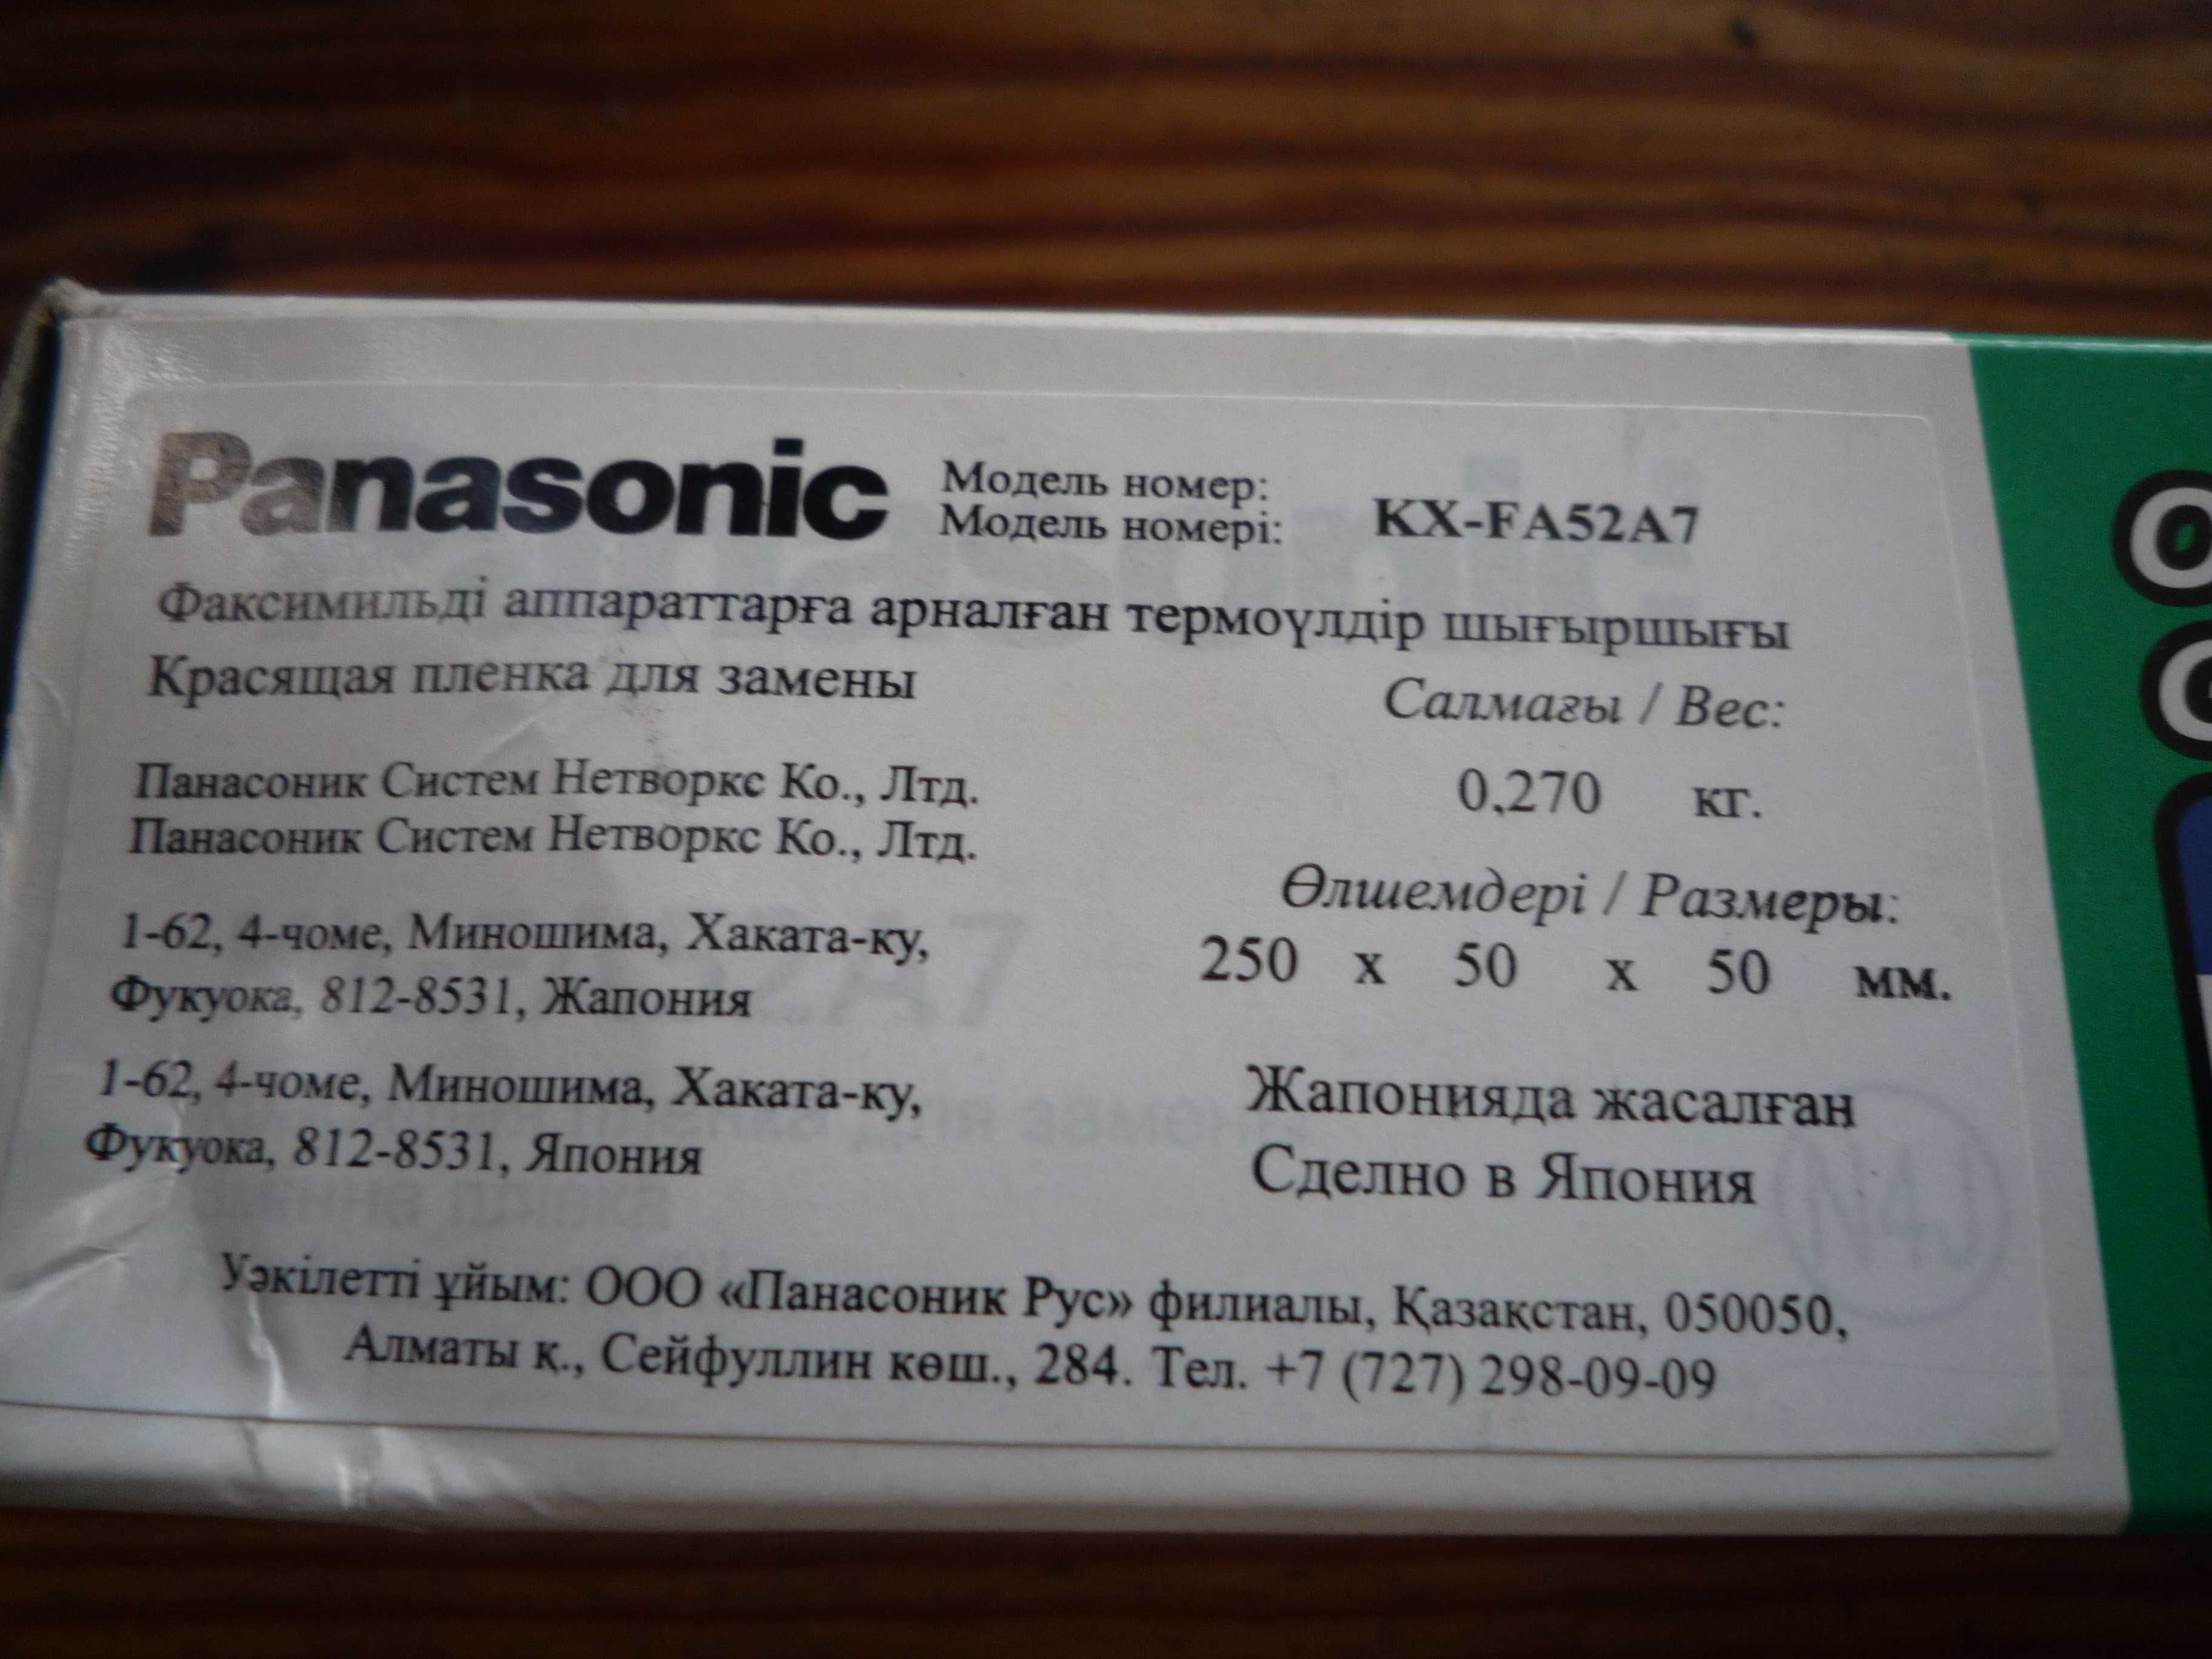 Panasonic
Модель номер:
Модель номері:
KX-FA52A7
Факсимильді аппараттарға арналған термоүлдір шығыршығы
Красящая пленка для замены
Салмағы / Вес:
0,270 кг.
Панасоник Систем Нетворкс Ко., Лтд.
Панасоник Систем Нетворкс Ко., Лтд.
Өлшемдері / Размеры:
250 x 50 x 50 мм.
1-62, 4-чоме, Миношима, Хаката-ку,
Фукуока, 812-8531, Жапония
1-62, 4-чоме, Миношима, Хаката-ку,
Фукуока, 812-8531, Япония
Жапонияда жасалған
Сделно в Япония
N4J
Уәкілетті ұйым: ООО «Панасоник Рус» филиалы, Қазақстан, 050050,
Алматы қ., Сейфуллин көш., 284. Тел. +7 (727) 298-09-09